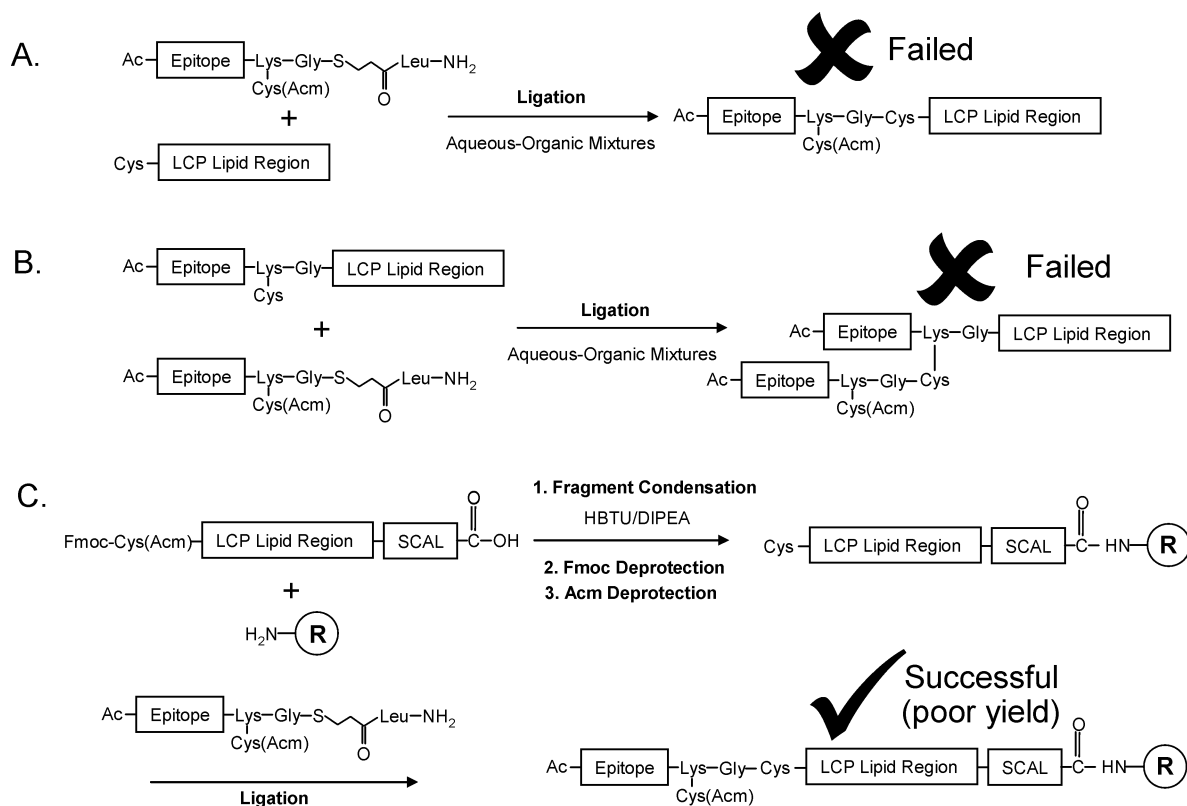 A.
Ac Epitope Lys Gly S Leu NH2
Cys(Acm)
O
+
Cys LCP Lipid Region
Ligation
Aqueous-Organic Mixtures
Failed
Ac Epitope Lys Gly Cys LCP Lipid Region
Cys(Acm)
B.
Ac Epitope Lys Gly LCP Lipid Region
Cys
+
Ac Epitope Lys Gly S Leu NH2
Cys(Acm)
O
Ligation
Aqueous-Organic Mixtures
Failed
Ac Epitope Lys Gly LCP Lipid Region
Ac Epitope Lys Gly Cys
Cys(Acm)
C.
O
Fmoc-Cys(Acm) LCP Lipid Region SCAL C OH
+
H2N R
1. Fragment Condensation
HBTU/DIPEA
2. Fmoc Deprotection
3. Acm Deprotection
O
Cys LCP Lipid Region SCAL C HN R
Ac Epitope Lys Gly S Leu NH2
Cys(Acm)
O
Ligation
Successful
(poor yield)
O
Ac Epitope Lys Gly Cys LCP Lipid Region SCAL C HN R
Cys(Acm)